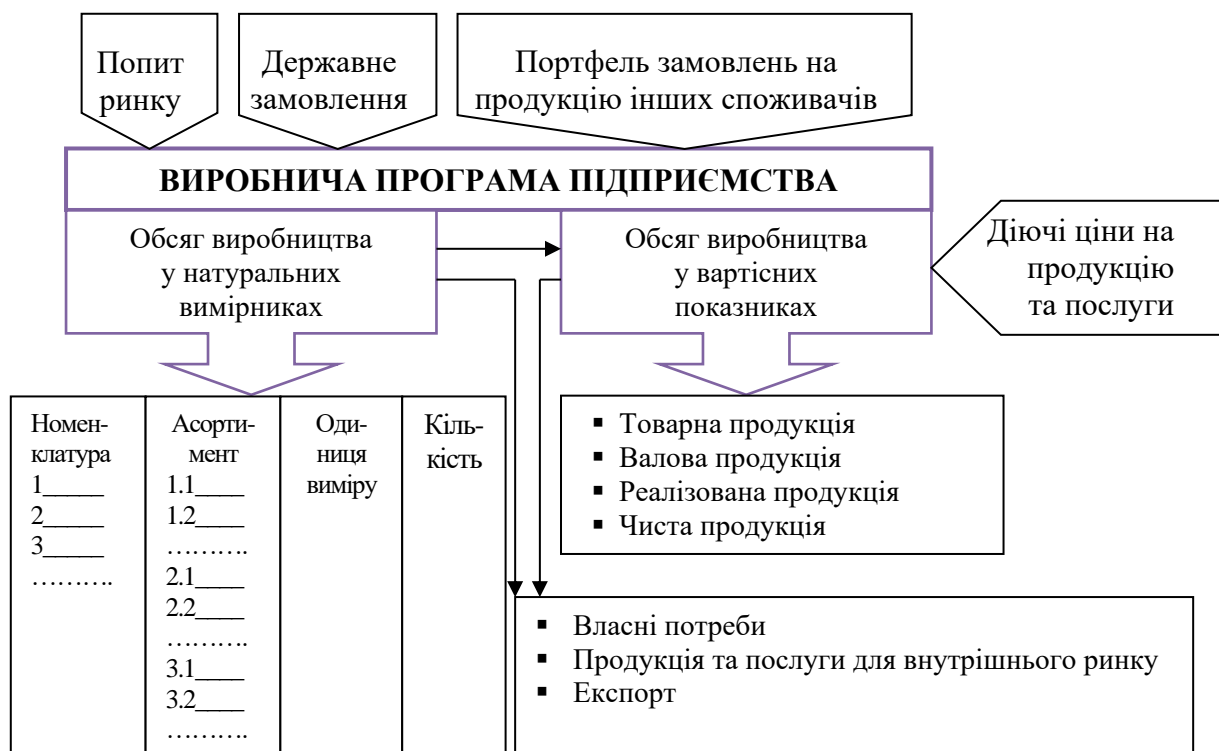 Попит
ринку
Державне
замовлення
Портфель замовлень на
продукцію інших споживачів
ВИРОБНИЧА ПРОГРАМА ПІДПРИЄМСТВА
Обсяг виробництва
у натуральних
вимірниках
Обсяг виробництва
у вартісних
показниках
Діючі ціни на
продукцію
та послуги
Номен-
клатура
1_____
2_____
3_____
……….
Асорти-
мент
1.1____
1.2____
……….
2.1____
2.2____
……….
3.1____
3.2____
……….
Оди-
ниця
виміру
Кіль-
кість
▪ Товарна продукція
▪ Валова продукція
▪ Реалізована продукція
▪ Чиста продукція
▪ Власні потреби
▪ Продукція та послуги для внутрішнього ринку
▪ Експорт